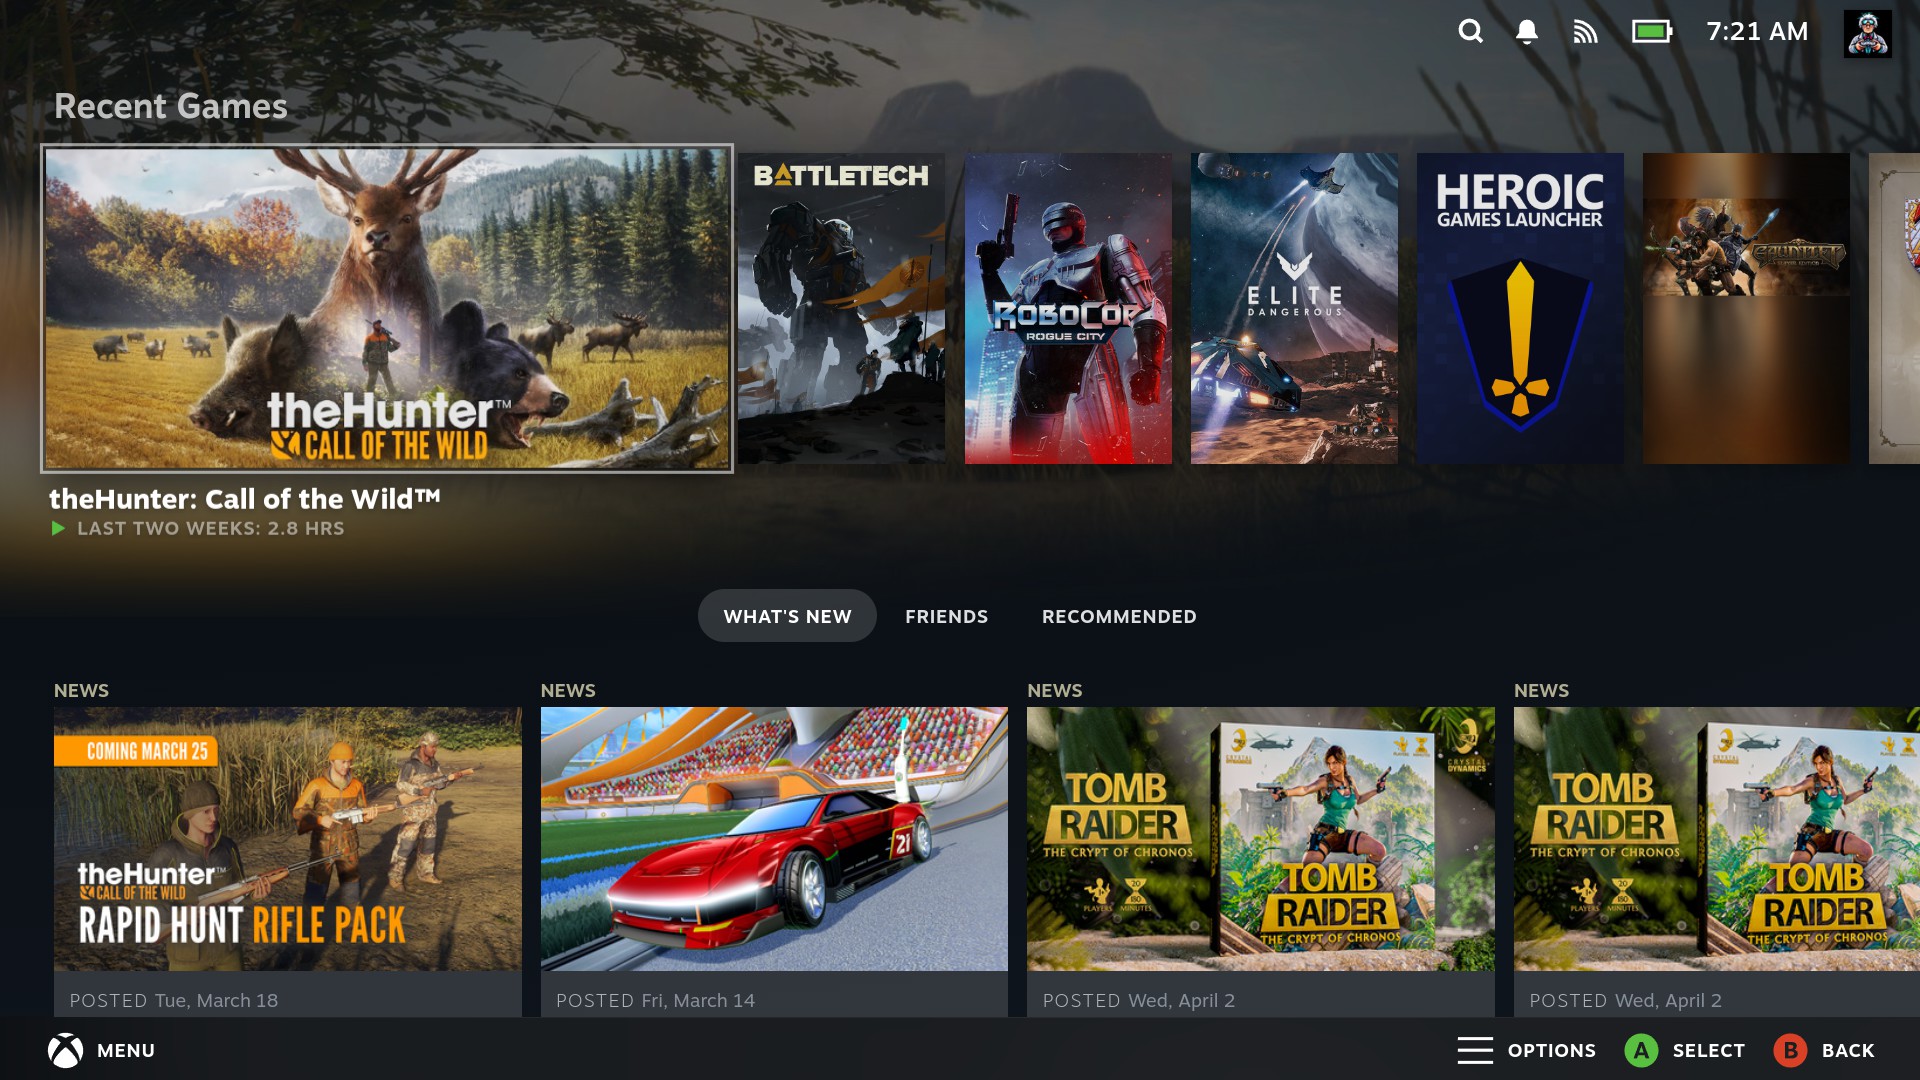 7:21 AM
Recent Games
theHunter™
CALL OF THE WILD
BATTLETECH
ROBOCOP
ROGUE CITY
ELITE
DANGEROUS
HEROIC
GAMES LAUNCHER
GAUNTLET
theHunter: Call of the Wild™
LAST TWO WEEKS: 2.8 HRS
WHAT'S NEW
FRIENDS
RECOMMENDED
NEWS
NEWS
NEWS
NEWS
COMING MARCH 25
theHunter™
CALL OF THE WILD
RAPID HUNT RIFLE PACK
POSTED Tue, March 18
21
POSTED Fri, March 14
TOMB
RAIDER
THE CRYPT OF CHRONOS
PLAYERS
MINUTES
CRYSTAL
DYNAMICS
TOMB
RAIDER
THE CRYPT OF CHRONOS
POSTED Wed, April 2
TOMB
RAIDER
THE CRYPT OF CHRONOS
PLAYERS
MINUTES
TOMB
RAIDER
THE CRYPT OF CHRONOS
POSTED Wed, April 2
MENU
OPTIONS
A SELECT
B BACK